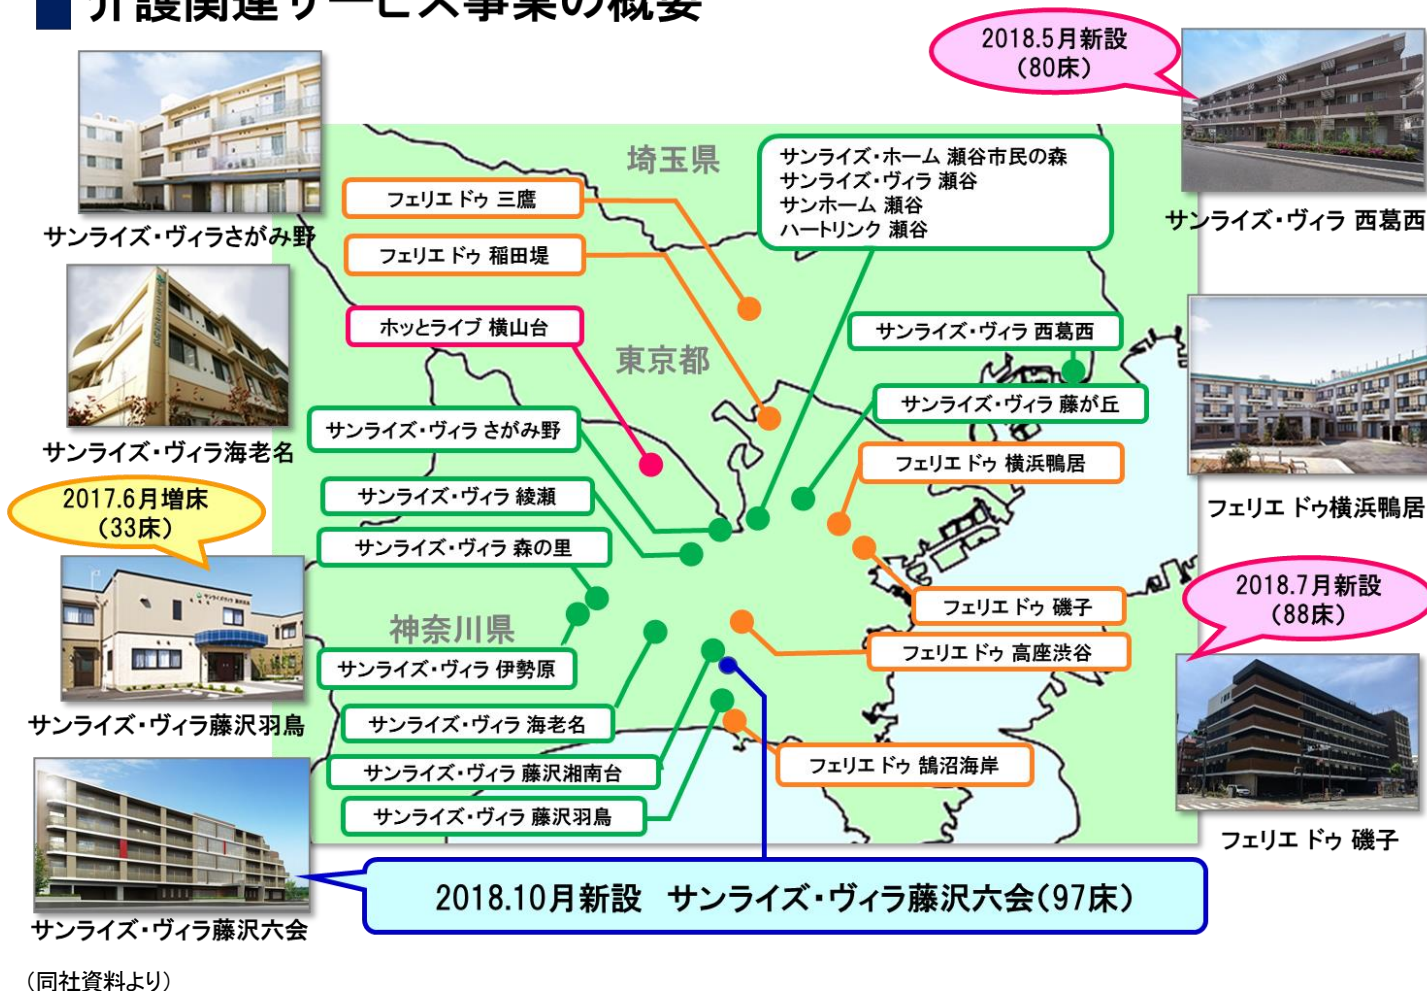 介護関連サービス事業の概要
2018.5月新設
（80床）
サンライズ・ヴィラさがみ野
サンライズ・ヴィラ 西葛西
埼玉県
サンライズ・ホーム 瀬谷市民の森
サンライズ・ヴィラ 瀬谷
サンホーム 瀬谷
ハートリンク 瀬谷
フェリエ ドゥ 三鷹
フェリエ ドゥ 稲田堤
ホッとライブ 横山台
東京都
サンライズ・ヴィラ 西葛西
サンライズ・ヴィラ 藤が丘
サンライズ・ヴィラ海老名
サンライズ・ヴィラ さがみ野
フェリエ ドゥ 横浜鴨居
フェリエ ドゥ横浜鴨居
2017.6月増床
（33床）
サンライズ・ヴィラ 綾瀬
サンライズ・ヴィラ 森の里
2018.7月新設
（88床）
フェリエ ドゥ 磯子
神奈川県
フェリエ ドゥ 高座渋谷
サンライズ・ヴィラ 伊勢原
サンライズ・ヴィラ藤沢羽鳥
サンライズ・ヴィラ 海老名
サンライズ・ヴィラ 藤沢湘南台
フェリエ ドゥ 鵠沼海岸
サンライズ・ヴィラ 藤沢羽鳥
フェリエ ドゥ 磯子
2018.10月新設　サンライズ・ヴィラ藤沢六会（97床）
サンライズ・ヴィラ藤沢六会
（同社資料より）